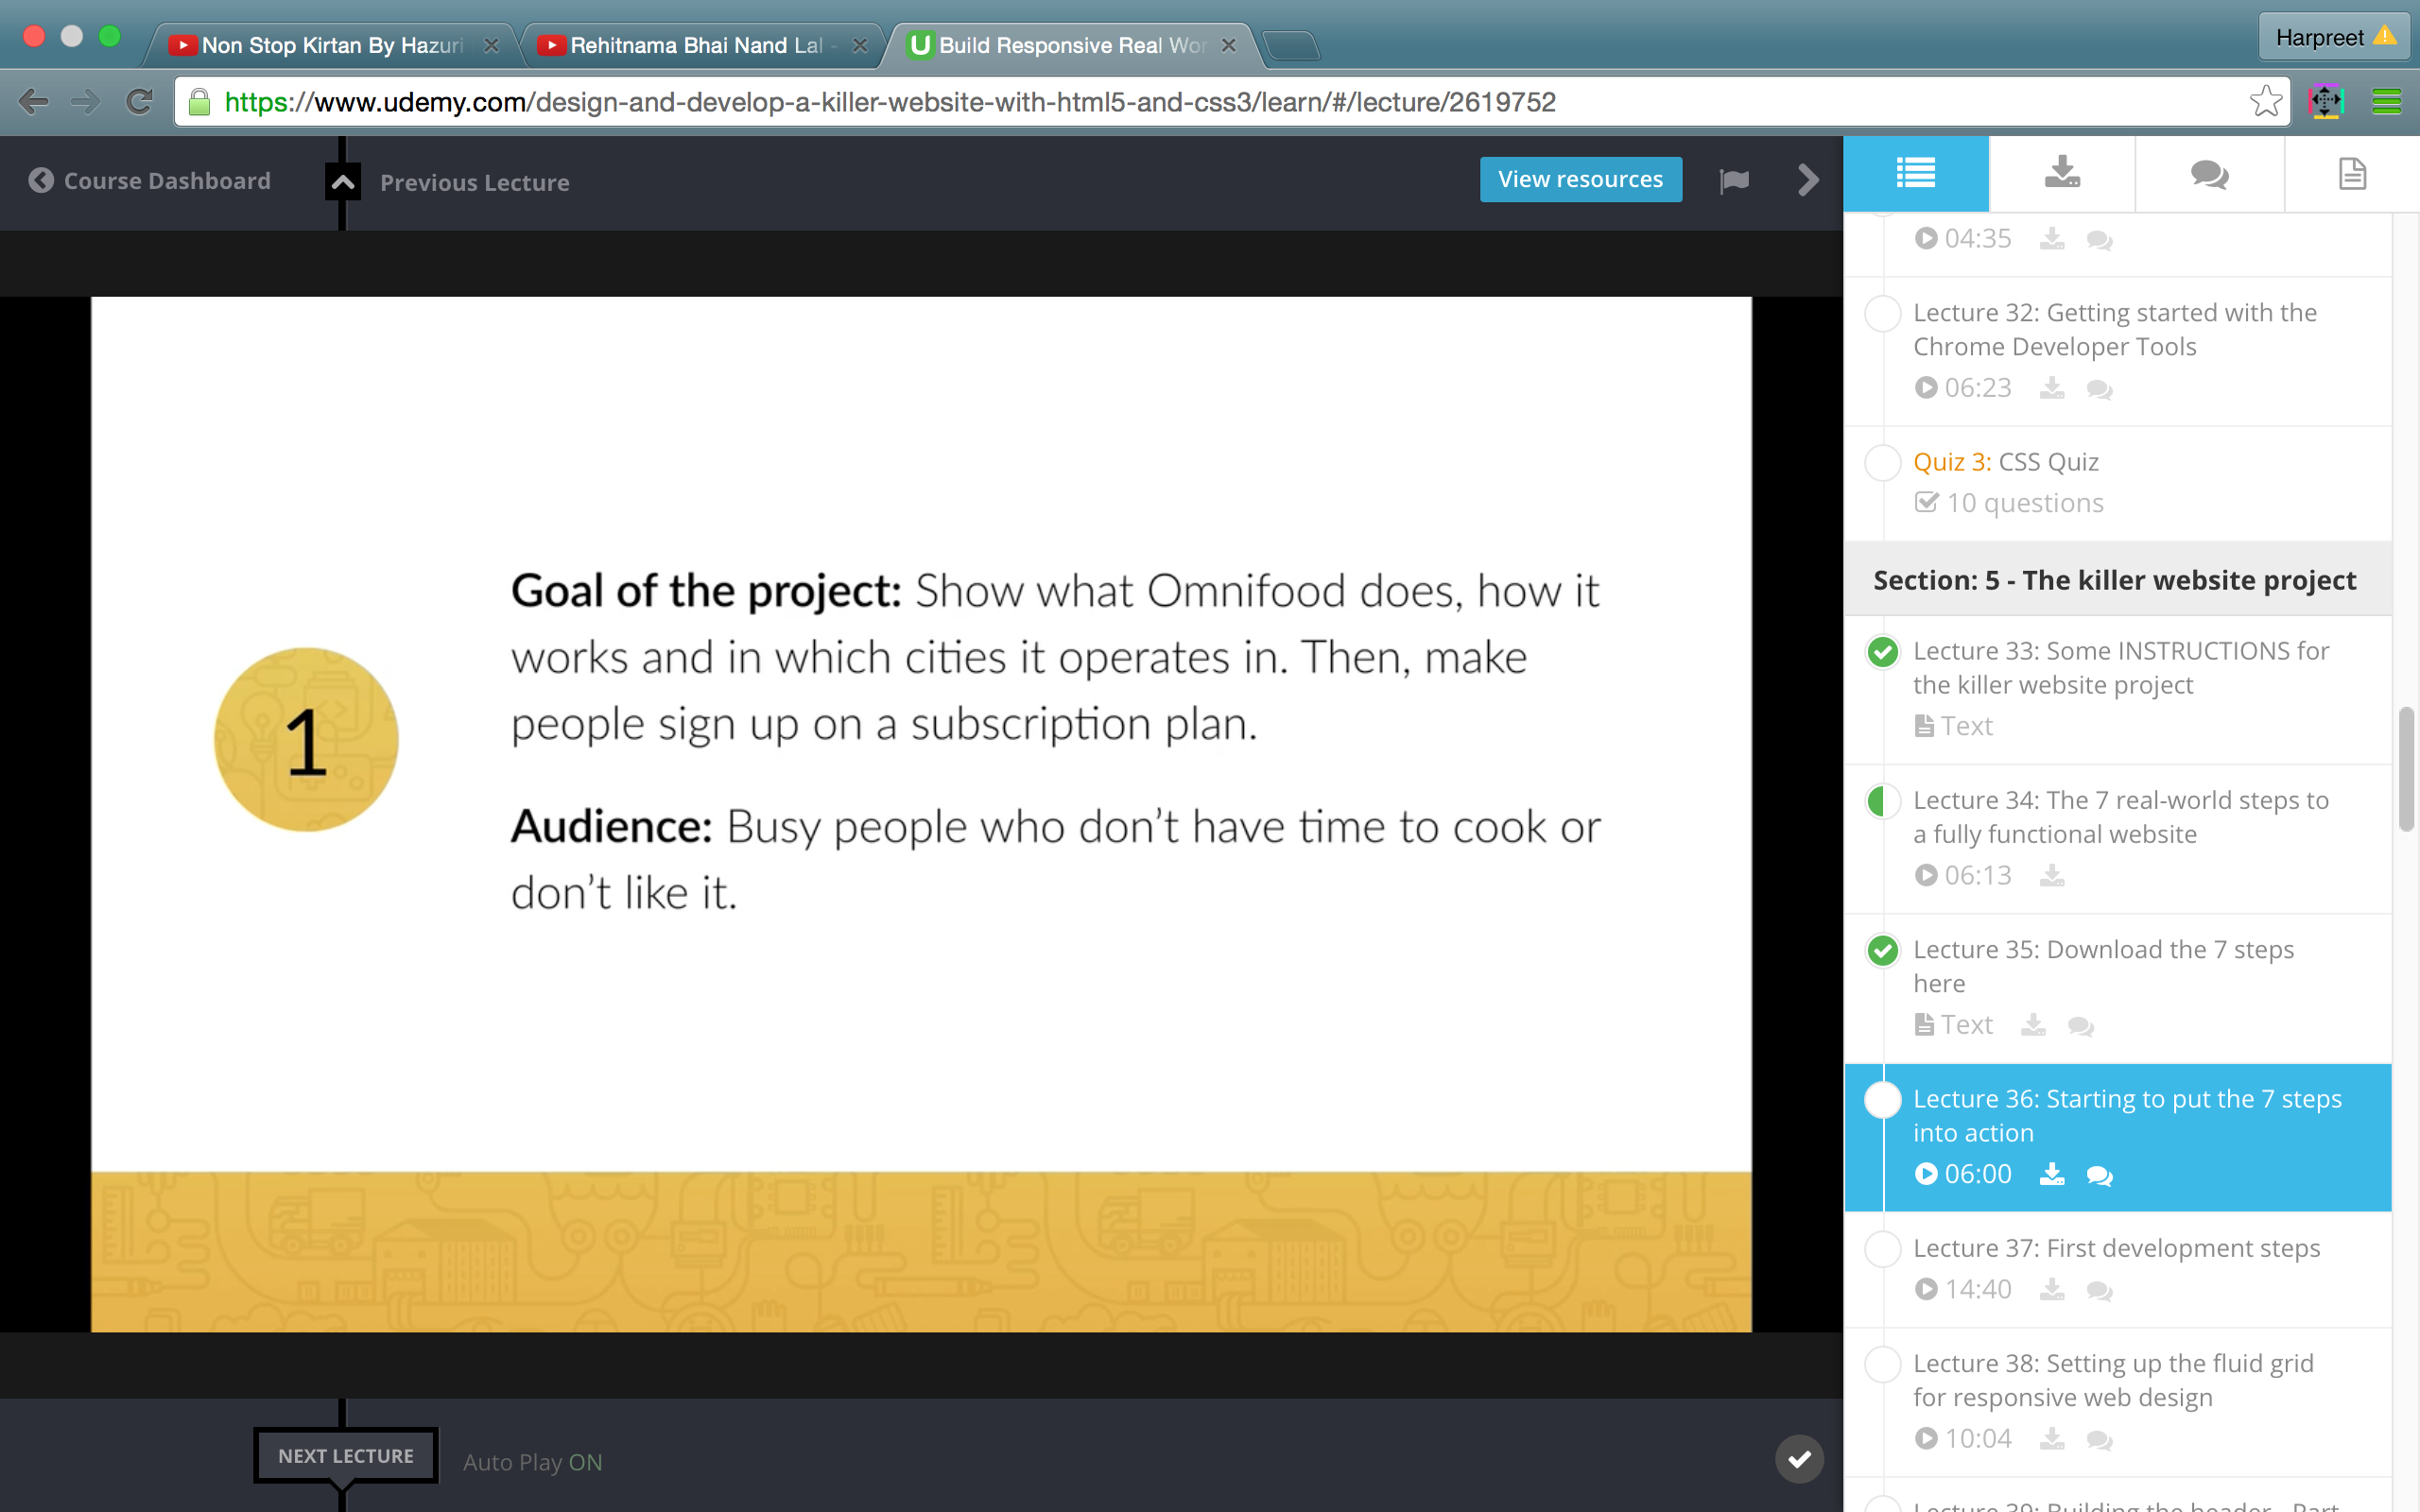 Non Stop Kirtan By Hazuri
Rehitnama Bhai Nand Lal -
Build Responsive Real Wor
Harpreet
https://www.udemy.com/design-and-develop-a-killer-website-with-html5-and-css3/learn/#/lecture/2619752
Course Dashboard
Previous Lecture
View resources
1
Goal of the project: Show what Omnifood does, how it
works and in which cities it operates in. Then, make
people sign up on a subscription plan.
Audience: Busy people who don’t have time to cook or
don’t like it.
NEXT LECTURE
Auto Play ON
04:35
Lecture 32: Getting started with the
Chrome Developer Tools
06:23
Quiz 3: CSS Quiz
10 questions
Section: 5 - The killer website project
Lecture 33: Some INSTRUCTIONS for
the killer website project
Text
Lecture 34: The 7 real-world steps to
a fully functional website
06:13
Lecture 35: Download the 7 steps
here
Text
Lecture 36: Starting to put the 7 steps
into action
06:00
Lecture 37: First development steps
14:40
Lecture 38: Setting up the fluid grid
for responsive web design
10:04
Lecture 39: Building the header - Part